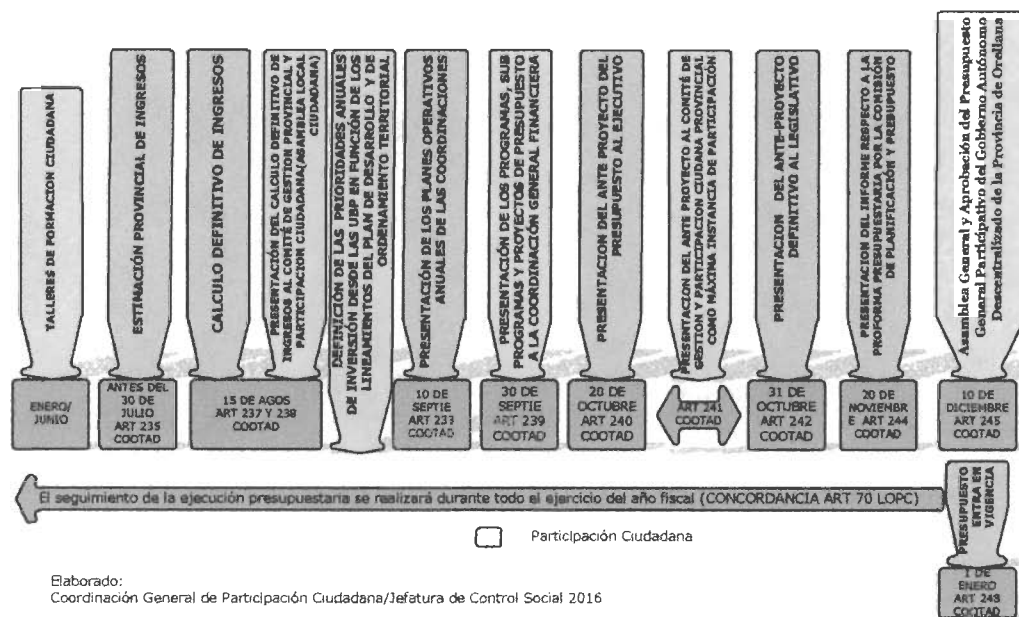 TALLERES DE FORMACION CIUDADANA
ENERO/
JUNIO
ESTIMACIÓN PROVINCIAL DE INGRESOS
ANTES DEL
30 DE
JULIO
ART 235
COOTAD
CALCULO DEFINITIVO DE INGRESOS
PRESENTACIÓN DEL CALCULO DEFINITIVO DE
INGRESOS AL COMITÉ DE GESTION PROVINCIAL Y
PARTICIPACION CIUDADANA(ASAMBLEA LOCAL
CIUDADANA)
15 DE AGOS
ART 237 Y 238
COOTAD
DEFINICIÓN DE LAS PRIORIDADES ANUALES
DE INVERSIÓN DESDE LAS UBP EN FUNCIÓN DE LOS
LINEAMIENTOS DEL PLAN DE DESAROLLO Y DE
ORDENAMIENTO TERRITORIAL
PRESENTACIÓN DE LOS PLANES OPERATIVOS
ANUALES DE LAS COORDINACIONES
10 DE
SEPTIE
ART 233
COOTAD
PRESENTACIÓN DE LOS PROGRAMAS, SUB
PROGRAMAS Y PROYECTOS DE PRESUPUESTO
A LA COORDINACIÓN GENERAL FINANCIERA
30 DE
SEPTIE
ART 239
COOTAD
PRESENTACION DEL ANTE PROYECTO DEL
PRESUPUESTO AL EJECUTIVO
20 DE
OCTUBRE
ART 240
COOTAD
PRESENTACION DEL ANTE PROYECTO AL COMITÉ DE
GESTION Y PARTICIPACION CIUDADANA PROVINCIAL
COMO MÁXIMA INSTANCIA DE PARTICIPACIÓN
ART 241
COOTAD
PRESENTACION DEL ANTE-PROYECTO
DEFINITIVO AL LEGISLATIVO
31 DE
OCTUBRE
ART 242
COOTAD
PRESENTACION DEL INFORME RESPECTO A LA
PROFORMA PRESUPUESTARIA POR LA COMISIÓN
DE PLANIFICACIÓN Y PRESUPUESTO
20 DE
NOVIEMBR
E ART 244
COOTAD
Asamblea General y Aprobación del Presupuesto
General Participativo del Gobierno Autónomo
Descentralizado de la Provincia de Orellana
10 DE
DICIEMBRE
ART 245
COOTAD
El seguimiento de la ejecución presupuestaria se realizará durante todo el ejercicio del año fiscal (CONCORDANCIA ART 70 LOPC)
PRESUPUESTO
ENTRA EN
VIGENCIA
1 DE
ENERO
ART 248
COOTAD
Participación Ciudadana
Elaborado:
Coordinación General de Participación Ciudadana/Jefatura de Control Social 2016